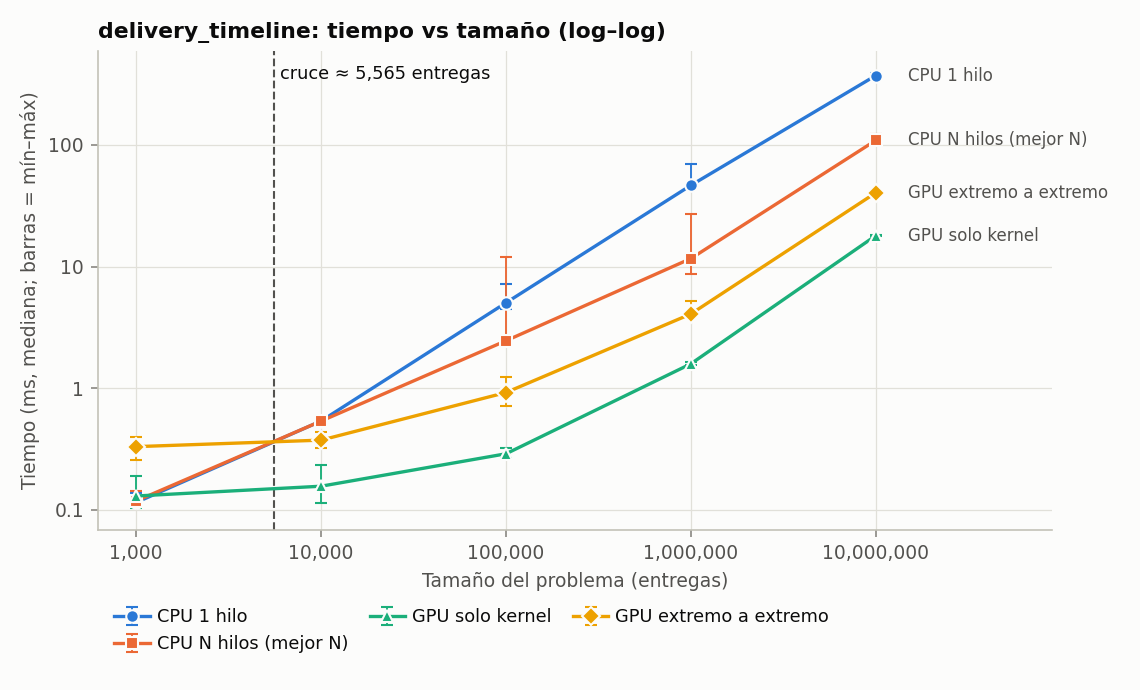 delivery_timeline: tiempo vs tamaño (log–log)
cruce ≈ 5,565 entregas
CPU 1 hilo
CPU N hilos (mejor N)
GPU extremo a extremo
GPU solo kernel
Tiempo (ms, mediana; barras = mín–máx)
100
10
1
0.1
1,000
10,000
100,000
1,000,000
10,000,000
Tamaño del problema (entregas)
CPU 1 hilo
GPU solo kernel
GPU extremo a extremo
CPU N hilos (mejor N)